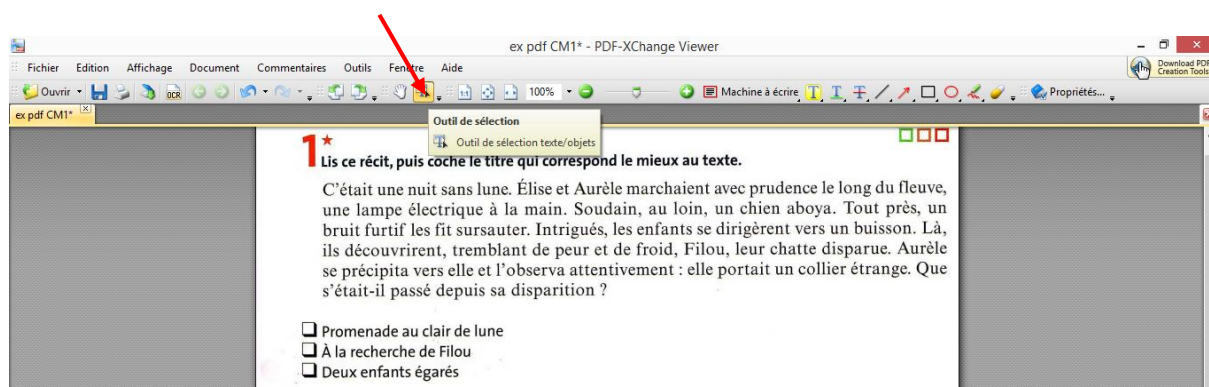 ex pdf CM1* - PDF-XChange Viewer
Fichier Edition Affichage Document Commentaires Outils Fenêtre Aide
Download PDF
Creation Tools
Ouvrir OCR 1:1 100% Machine à écrire T T T Propriétés...
ex pdf CM1*
Outil de sélection
Outil de sélection texte/objets
1*
Lis ce récit, puis coche le titre qui correspond le mieux au texte.
C'était une nuit sans lune. Élise et Aurèle marchaient avec prudence le long du fleuve,
une lampe électrique à la main. Soudain, au loin, un chien aboya. Tout près, un
bruit furtif les fit sursauter. Intrigués, les enfants se dirigèrent vers un buisson. Là,
ils découvrirent, tremblant de peur et de froid, Filou, leur chatte disparue. Aurèle
se précipita vers elle et l'observa attentivement : elle portait un collier étrange. Que
s'était-il passé depuis sa disparition ?
❑ Promenade au clair de lune
❑ À la recherche de Filou
❑ Deux enfants égarés